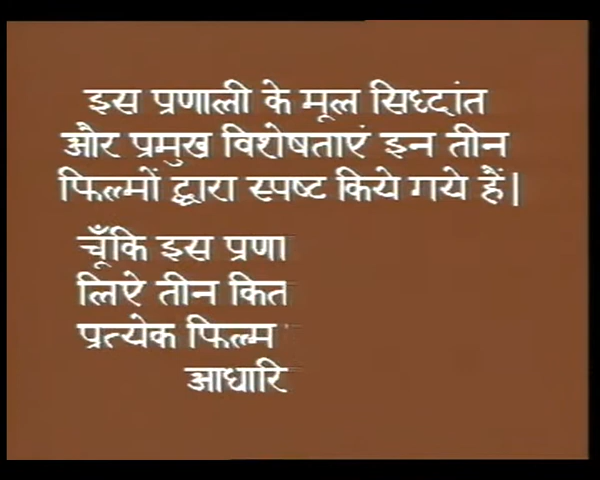 इस प्रणाली के मूल सिध्दांत
और प्रमुख विशेषताएं इन तीन
फिल्मों द्वारा स्पष्ट किये गये हैं।
चूँकि इस प्रणा
लिऐ तीन कित
प्रत्येक फिल्म
आधारि